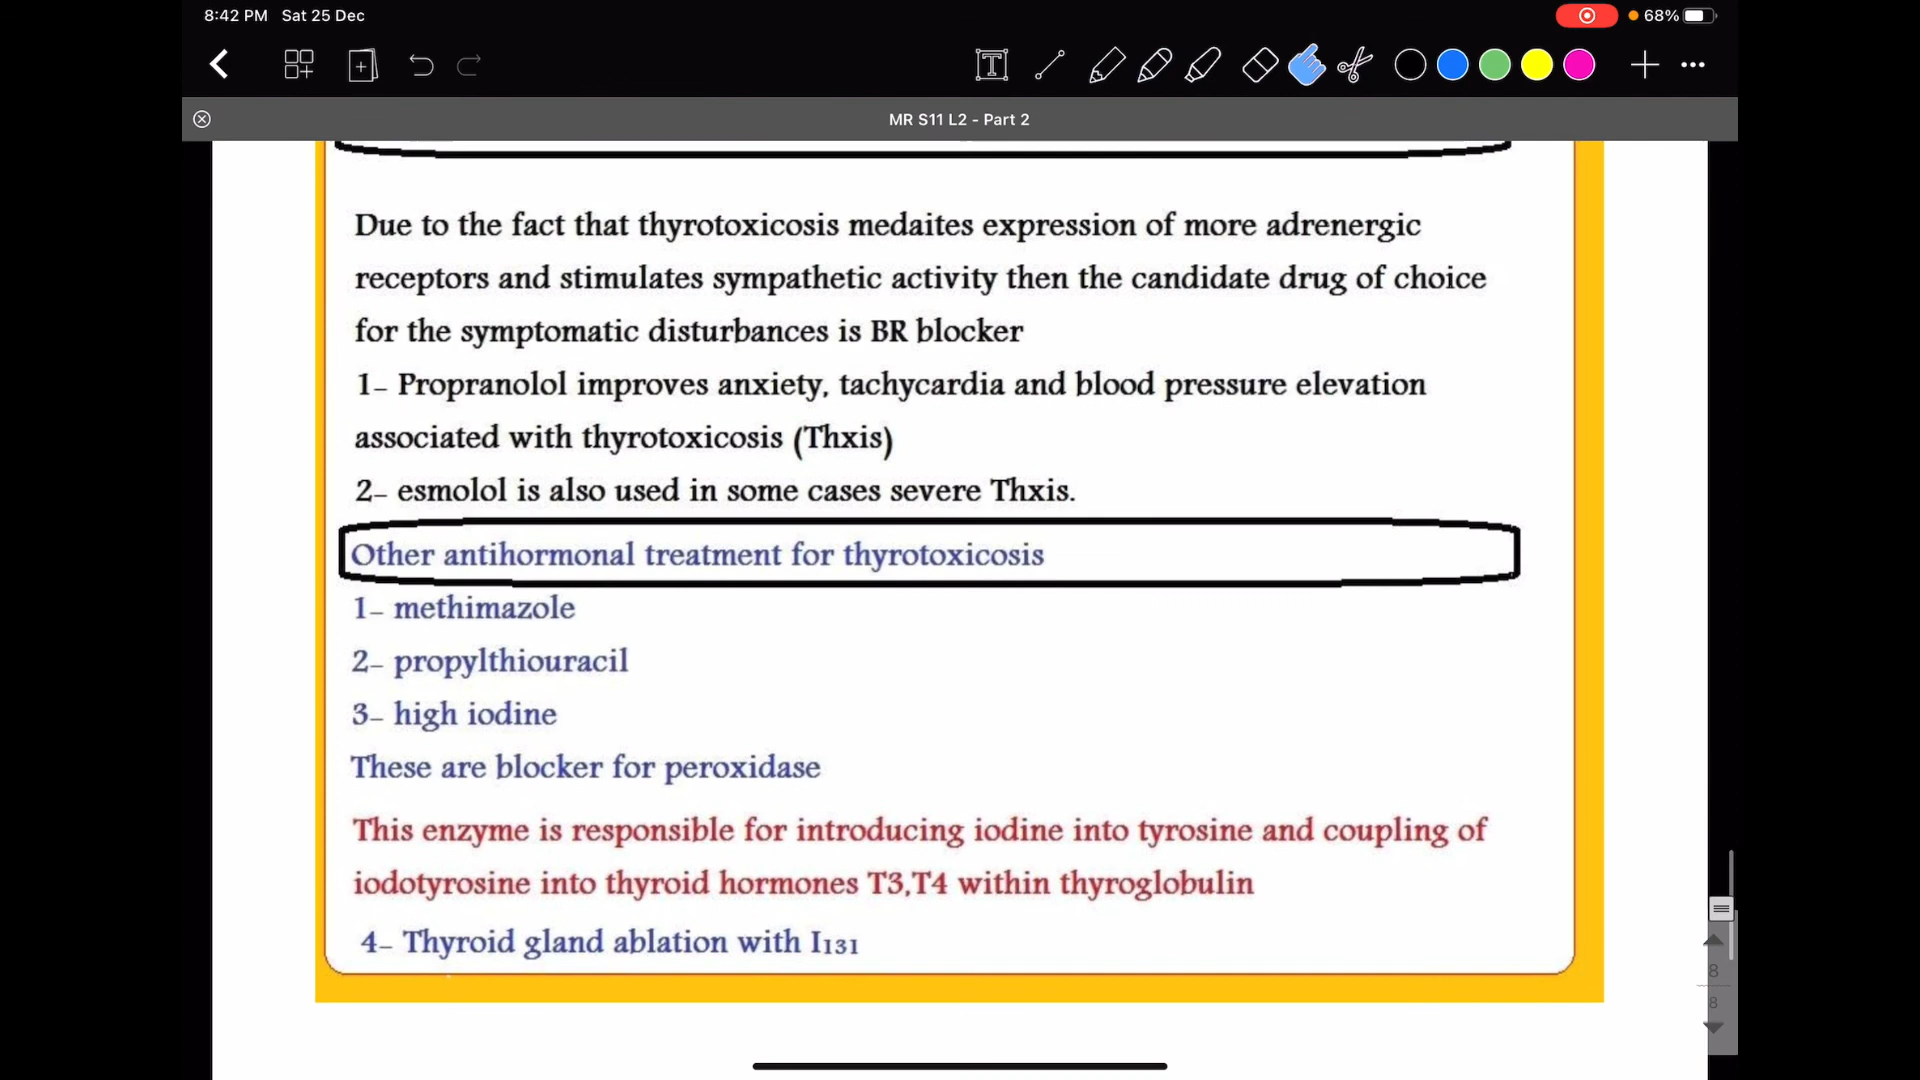 8:42 PM Sat 25 Dec 68%
MR S11 L2 - Part 2
Due to the fact that thyrotoxicosis medaites expression of more adrenergic
receptors and stimulates sympathetic activity then the candidate drug of choice
for the symptomatic disturbances is BR blocker
1- Propranolol improves anxiety, tachycardia and blood pressure elevation
associated with thyrotoxicosis (Thxis)
2- esmolol is also used in some cases severe Thxis.
Other antihormonal treatment for thyrotoxicosis
1- methimazole
2- propylthiouracil
3- high iodine
These are blocker for peroxidase
This enzyme is responsible for introducing iodine into tyrosine and coupling of
iodotyrosine into thyroid hormones T3,T4 within thyroglobulin
4- Thyroid gland ablation with I131
8
8